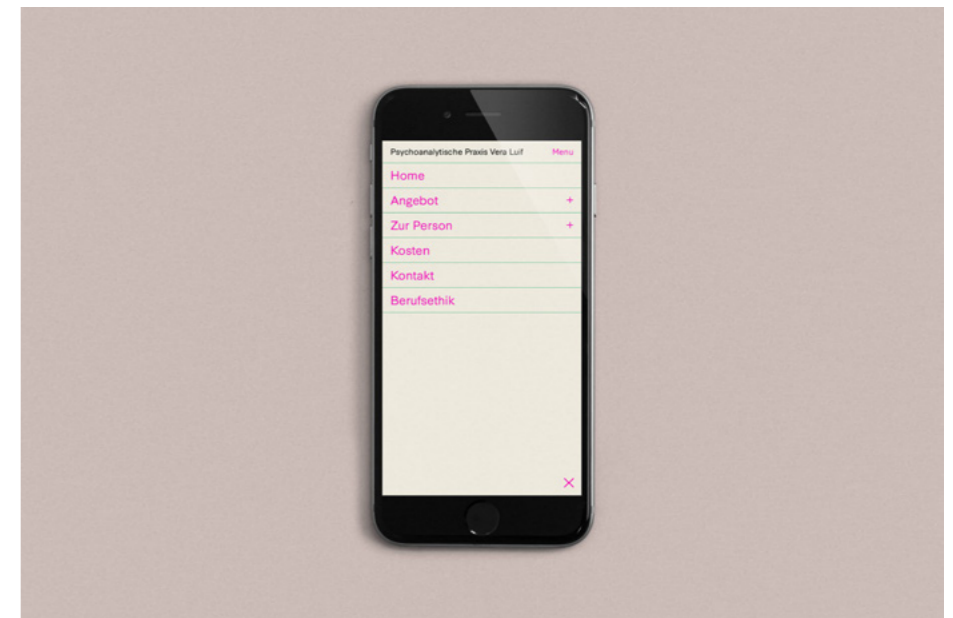 Psychoanalytische Praxis Vera Luif Menu
Home
Angebot +
Zur Person +
Kosten
Kontakt
Berufsethik
×